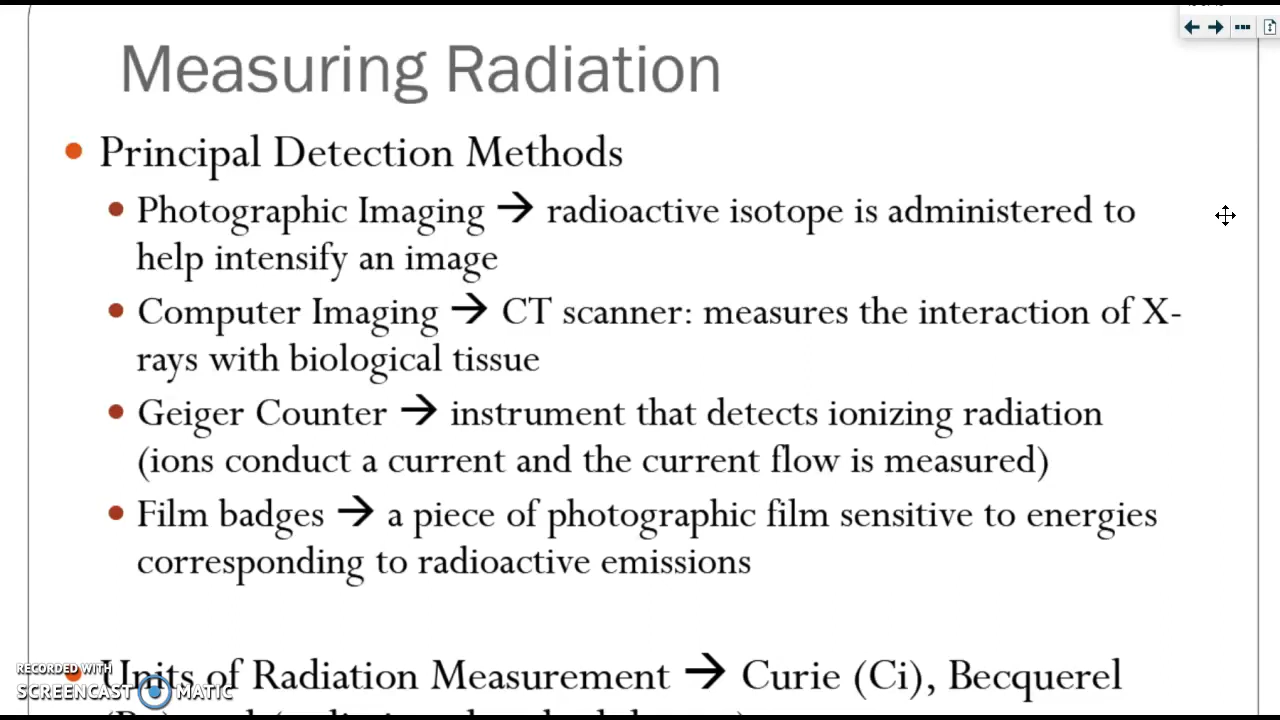 Measuring Radiation
• Principal Detection Methods
• Photographic Imaging → radioactive isotope is administered to
help intensify an image
• Computer Imaging → CT scanner: measures the interaction of X-
rays with biological tissue
• Geiger Counter → instrument that detects ionizing radiation
(ions conduct a current and the current flow is measured)
• Film badges → a piece of photographic film sensitive to energies
corresponding to radioactive emissions
• Units of Radiation Measurement → Curie (Ci), Becquerel
RECORDED WITH
SCREENCAST MATIC